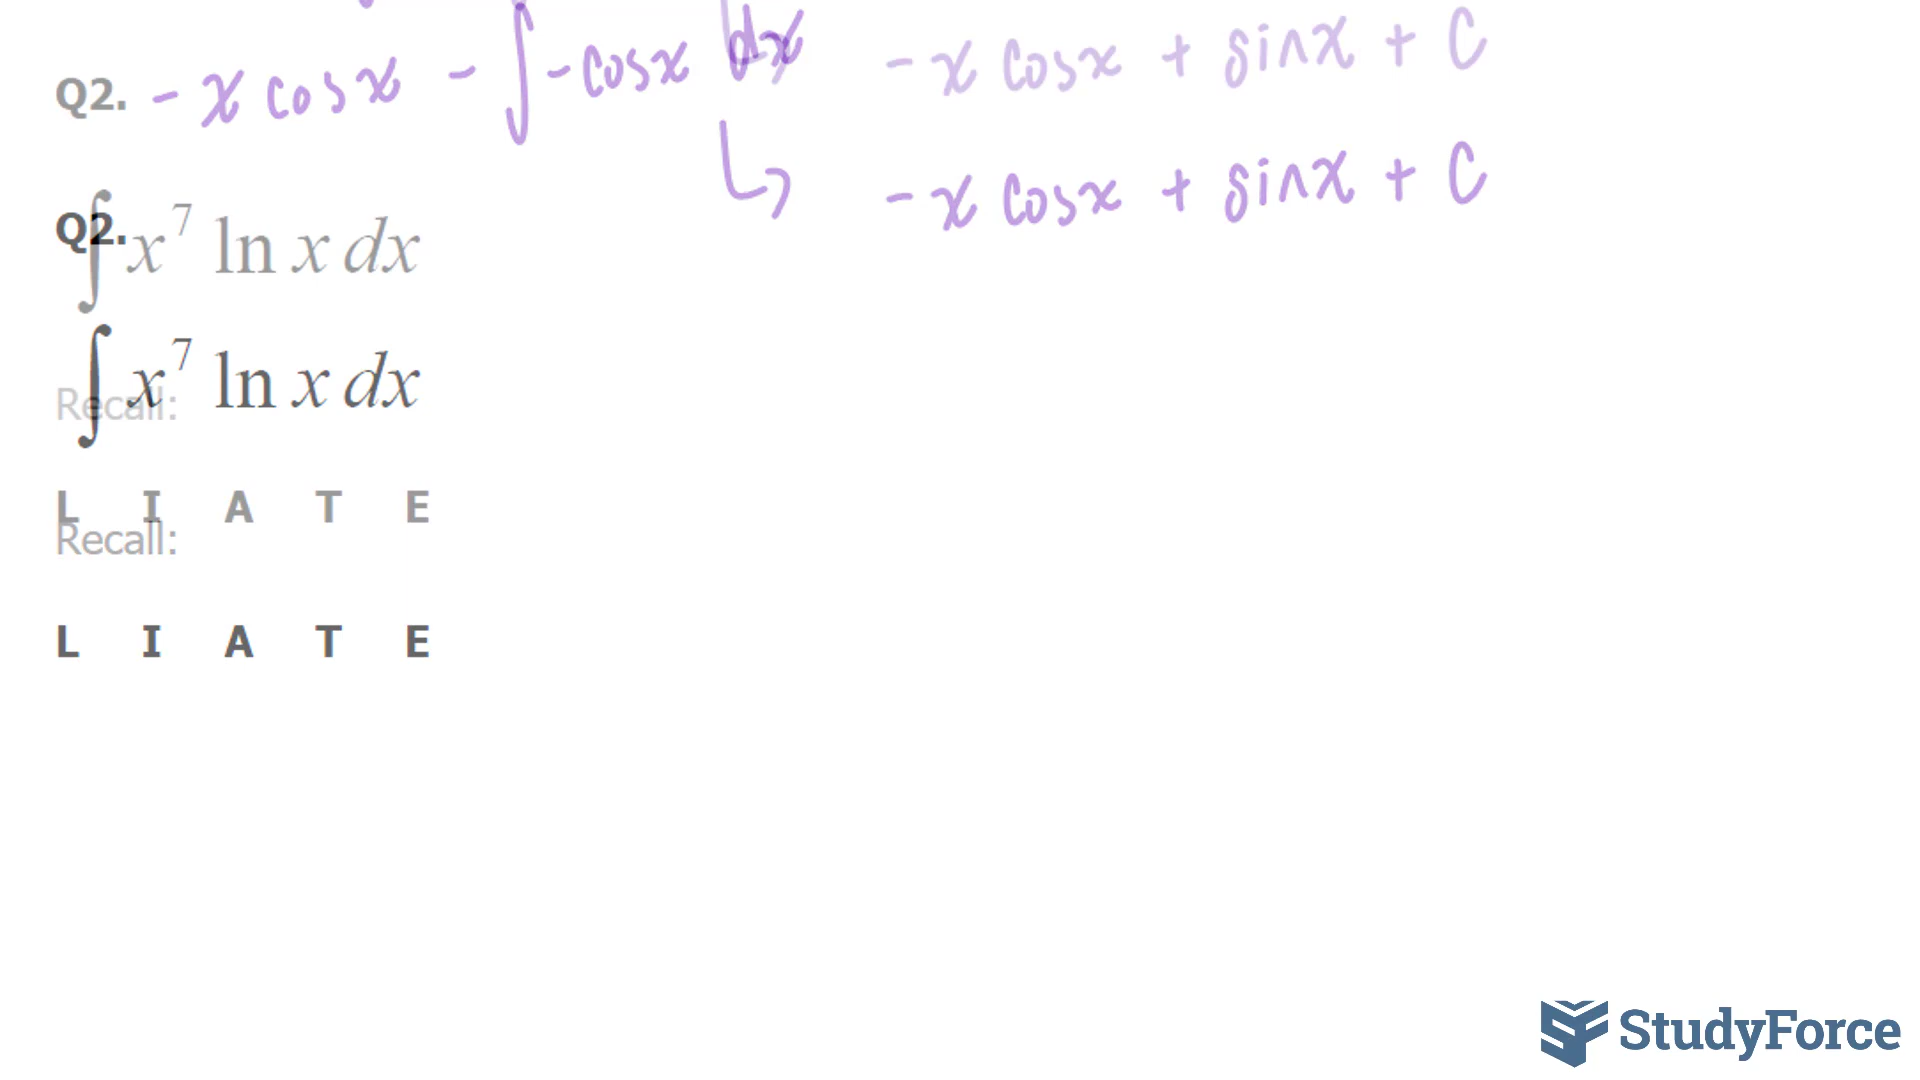 -x cos x - ∫ -cos x dx -x cos x + sin x + C
Q2.
-x cos x + sin x + C
Q2.
∫ x⁷ ln x dx
∫ x⁷ ln x dx
Recall:
L I A T E
Recall:
L I A T E
StudyForce